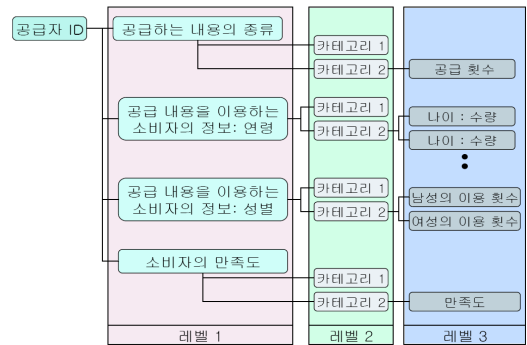 공급자 ID
공급하는 내용의 종류
카테고리 1
카테고리 2
공급 횟수
공급 내용을 이용하는
소비자의 정보: 연령
카테고리 1
카테고리 2
나이 : 수량
나이 : 수량
공급 내용을 이용하는
소비자의 정보: 성별
카테고리 1
카테고리 2
남성의 이용 횟수
여성의 이용 횟수
소비자의 만족도
카테고리 1
카테고리 2
만족도
레벨 1
레벨 2
레벨 3